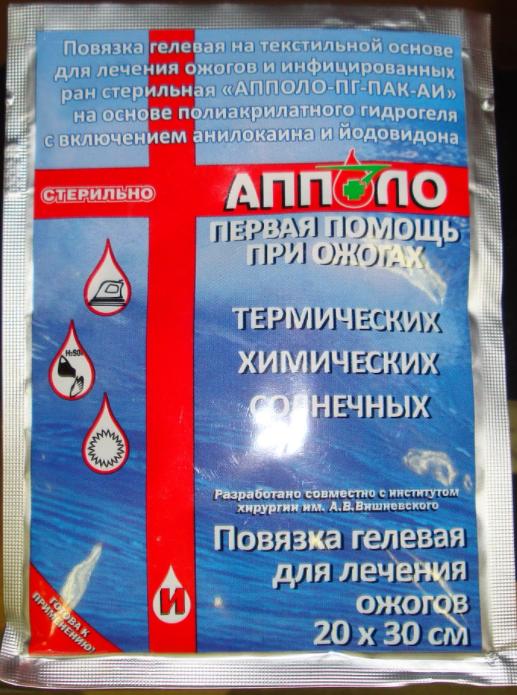 Повязка гелевая на текстильной основе
для лечения ожогов и инфицированных
ран стерильная «АППОЛО-ПГ-ПАК-АИ»
на основе полиакрилатного гидрогеля
с включением анилокаина и йодовидона
СТЕРИЛЬНО
АППОЛО
ПЕРВАЯ ПОМОЩЬ
ПРИ ОЖОГАХ
ТЕРМИЧЕСКИХ
H₂SO₄
ХИМИЧЕСКИХ
СОЛНЕЧНЫХ
Разработано совместно с институтом
хирургии им. А.В.Вишневского
Повязка гелевая
для лечения
ожогов
20 х 30 см
И
ГОТОВА К
ПРИМЕНЕНИЮ!